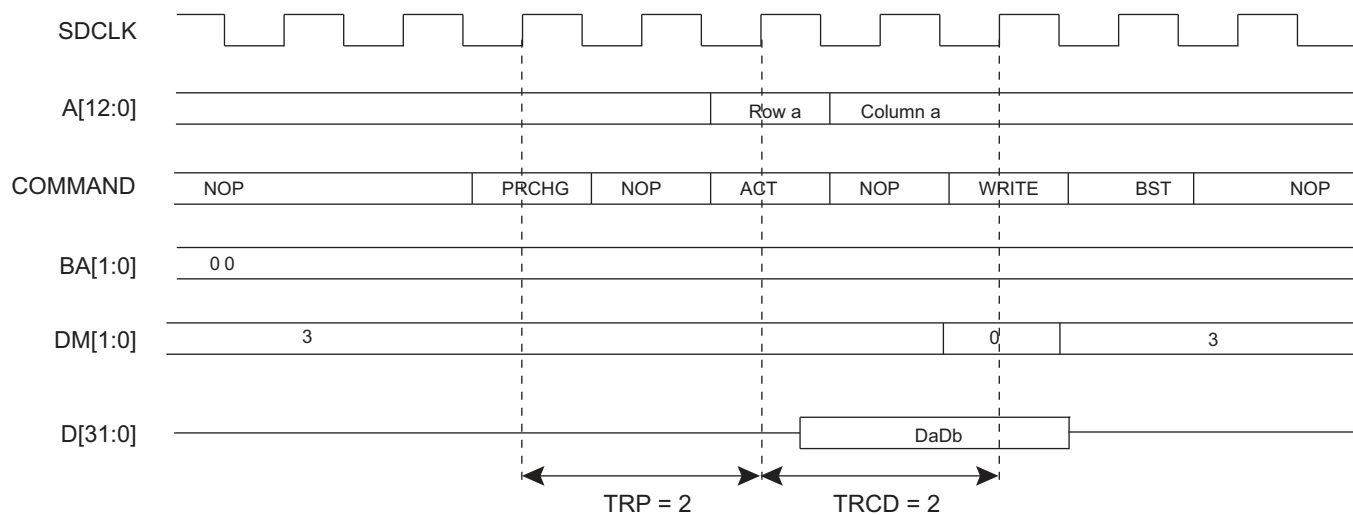 SDCLK
A[12:0]
Row a
Column a
COMMAND
NOP
PRCHG
NOP
ACT
NOP
WRITE
BST
NOP
BA[1:0]
0 0
DM[1:0]
3
0
3
D[31:0]
DaDb
TRP = 2
TRCD = 2